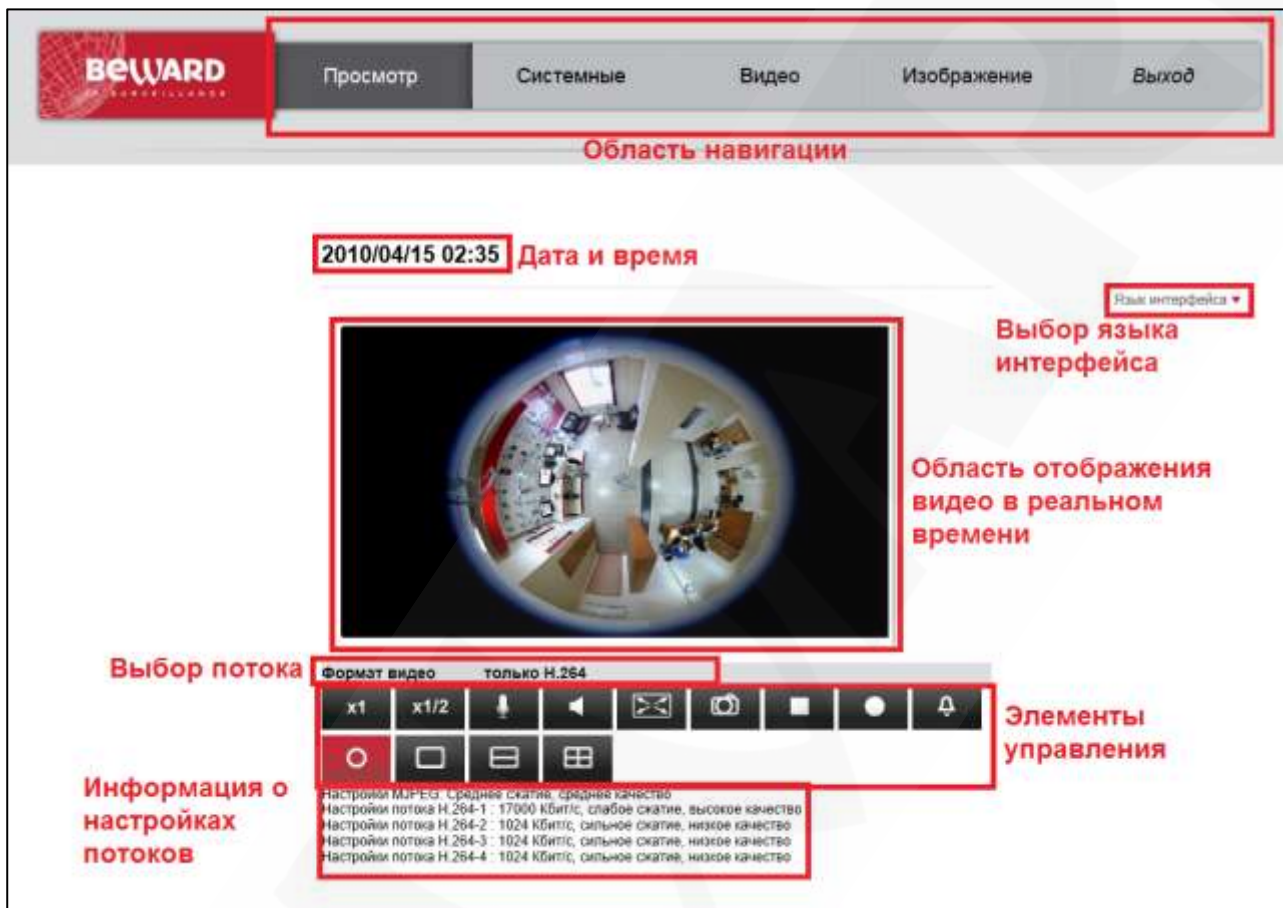 BEWARD
IP SURVEILLANCE
Просмотр
Системные
Видео
Изображение
Выход
Область навигации
2010/04/15 02:35
Дата и время
Язык интерфейса
Выбор языка
интерфейса
Область отображения
видео в реальном
времени
Выбор потока
Формат видео только H.264
x1
x1/2
Элементы
управления
Информация о
настройках
потоков
Настройки MJPEG: Среднее сжатие, среднее качество
Настройки потока H.264-1 : 17000 Кбит/с, слабое сжатие, высокое качество
Настройки потока H.264-2 : 1024 Кбит/с, сильное сжатие, низкое качество
Настройки потока H.264-3 : 1024 Кбит/с, сильное сжатие, низкое качество
Настройки потока H.264-4 : 1024 Кбит/с, сильное сжатие, низкое качество